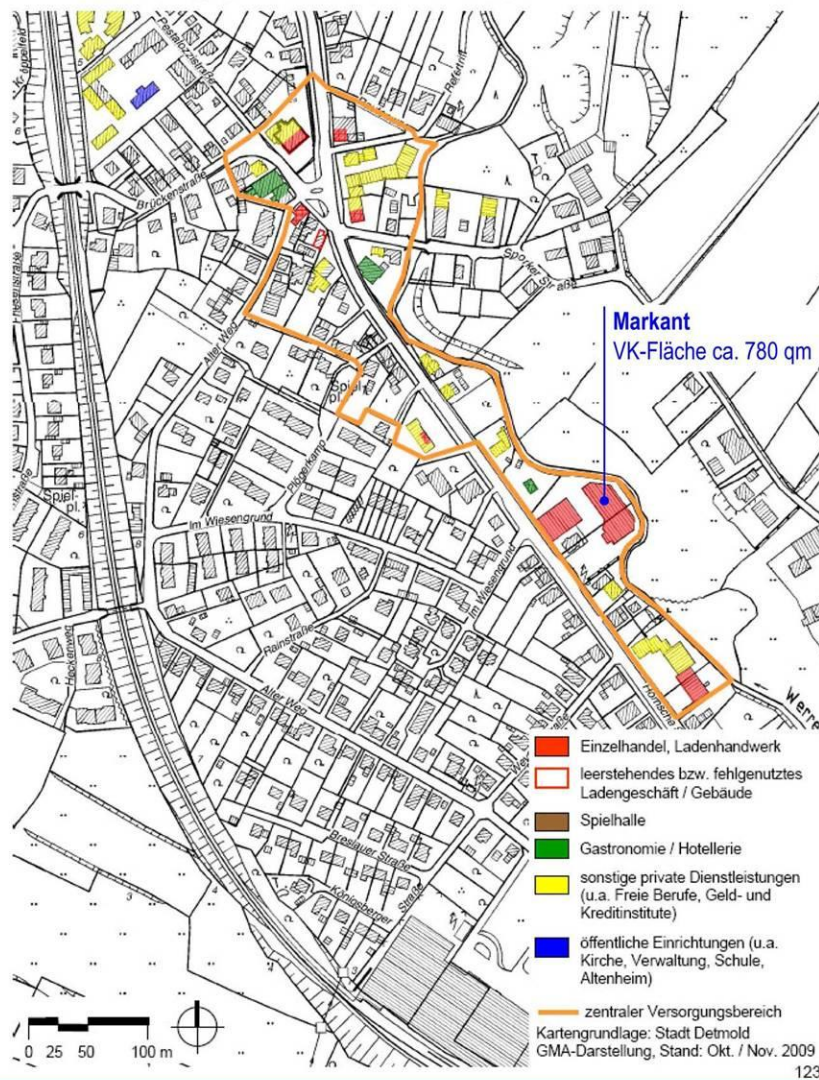 Pestalozzistraße
Brückenstraße
Sporker Straße
Markant
VK-Fläche ca. 780 qm
Alter Weg
Spiel
pl.
Plögerkamp
Spiel-
pl.
Im Wiesengrund
Im Wiesengrund
Rainstraße
Heckenweg
Alter Weg
Werre
Breslauer Straße
Königsberger
Straße
Einzelhandel, Ladenhandwerk
leerstehendes bzw. fehlgenutztes
Ladengeschäft / Gebäude
Spielhalle
Gastronomie / Hotellerie
sonstige private Dienstleistungen
(u.a. Freie Berufe, Geld- und
Kreditinstitute)
öffentliche Einrichtungen (u.a.
Kirche, Verwaltung, Schule,
Altenheim)
zentraler Versorgungsbereich
Kartengrundlage: Stadt Detmold
GMA-Darstellung, Stand: Okt. / Nov. 2009
0 25 50 100 m
123